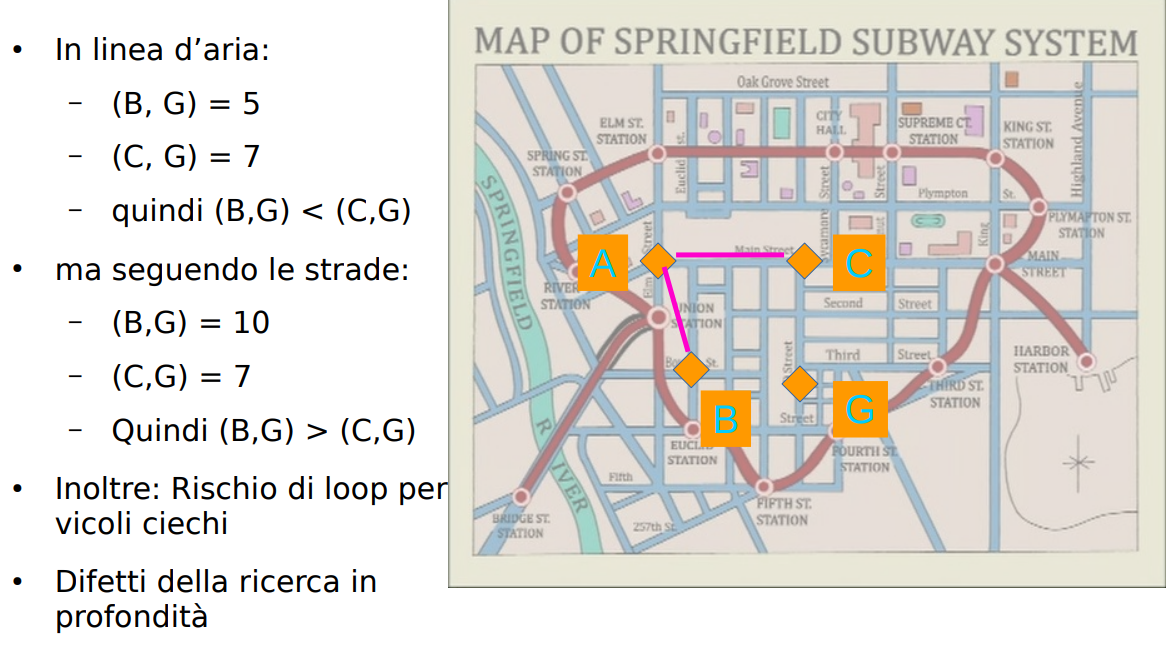 • In linea d’aria:
– (B, G) = 5
– (C, G) = 7
– quindi (B,G) < (C,G)
• ma seguendo le strade:
– (B,G) = 10
– (C,G) = 7
– Quindi (B,G) > (C,G)
• Inoltre: Rischio di loop per
vicoli ciechi
• Difetti della ricerca in
profondità
MAP OF SPRINGFIELD SUBWAY SYSTEM
Oak Grove Street
ELM ST.
STATION
CITY
HALL
SUPREME CT.
STATION
KING ST.
STATION
Highland Avenue
SPRING ST.
STATION
Euclid St.
Street
Street
Plympton
St.
PLYMPTON ST.
STATION
SPRINGFIELD
Street
Main Street
Sycamore
King
MAIN
STREET
A
C
RIVER
STATION
Elm
UNION
STATION
Second
Street
St.
Street
Third
Street
HARBOR
STATION
THIRD ST.
STATION
B
G
Street
RIVER
EUCLID
STATION
FOURTH ST.
STATION
Fifth
FIFTH ST.
STATION
BRIDGE ST.
STATION
257th St.